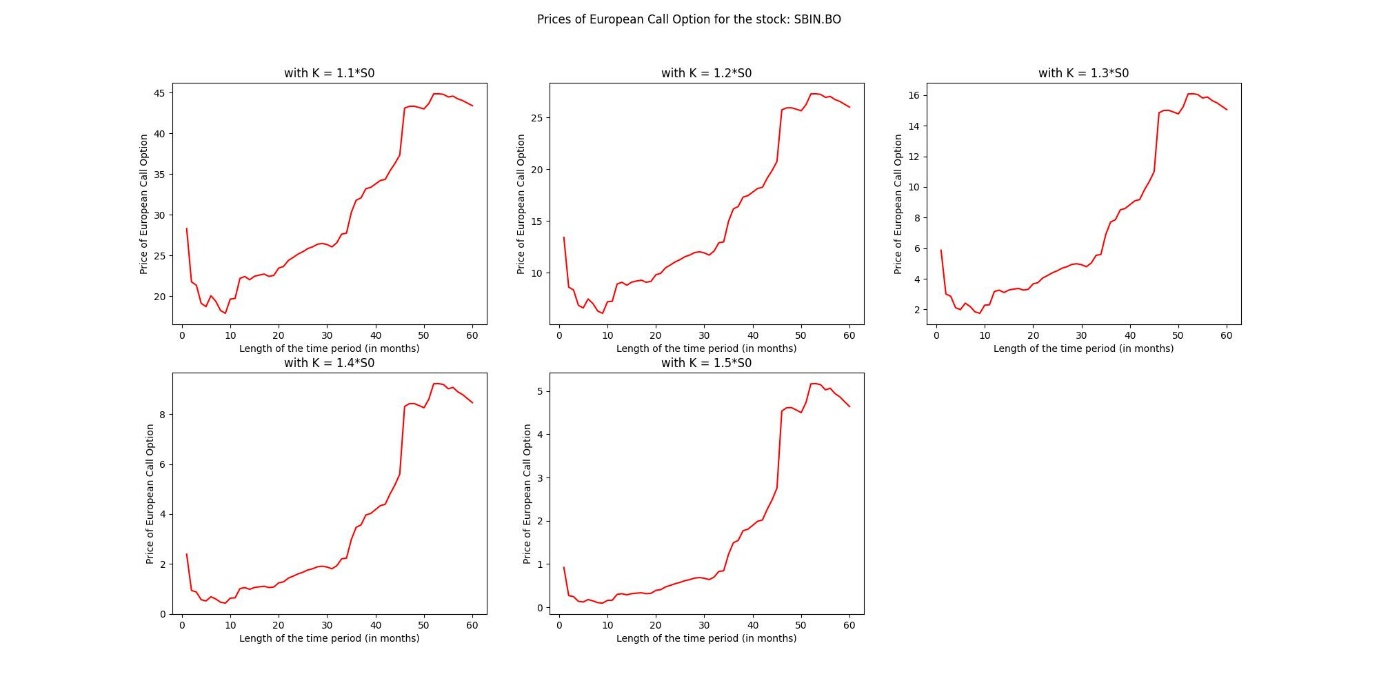 Prices of European Call Option for the stock: SBIN.BO
with K = 1.1*S0
with K = 1.2*S0
with K = 1.3*S0
Price of European Call Option
45
40
35
30
25
20
0 10 20 30 40 50 60
Length of the time period (in months)
Price of European Call Option
25
20
15
10
0 10 20 30 40 50 60
Length of the time period (in months)
Price of European Call Option
16
14
12
10
8
6
4
2
0 10 20 30 40 50 60
Length of the time period (in months)
with K = 1.4*S0
with K = 1.5*S0
Price of European Call Option
8
6
4
2
0
0 10 20 30 40 50 60
Length of the time period (in months)
Price of European Call Option
5
4
3
2
1
0
0 10 20 30 40 50 60
Length of the time period (in months)